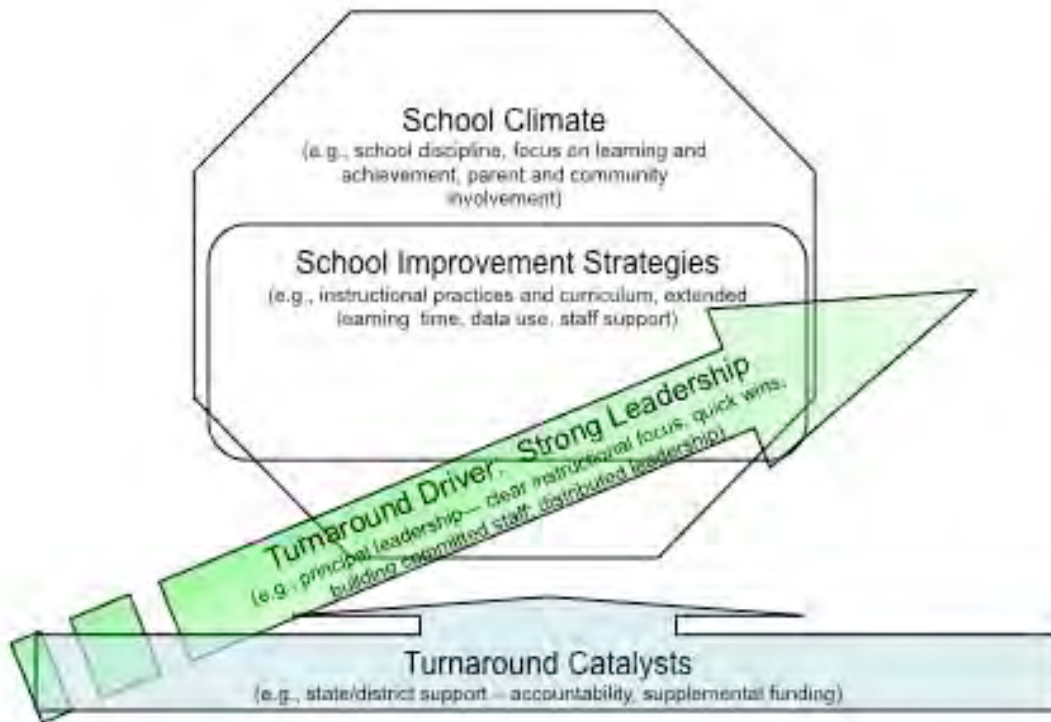 School Climate
(e.g., school discipline, focus on learning and
achievement, parent and community
involvement)
School Improvement Strategies
(e.g., instructional practices and curriculum, extended
learning time, data use, staff support)
Turnaround Driver: Strong Leadership
(e.g., principal leadership— clear instructional focus, quick wins,
building committed staff, distributed leadership)
Turnaround Catalysts
(e.g., state/district support – accountability, supplemental funding)